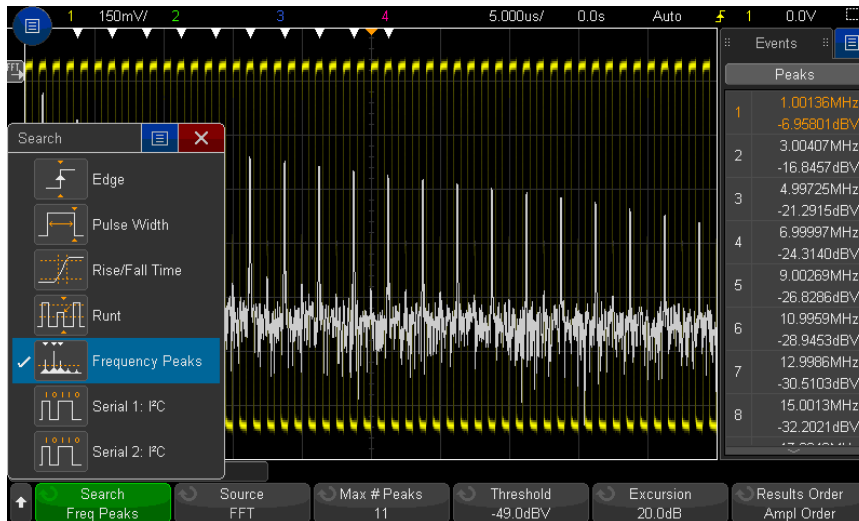 1 150mV/ 2 3 4 5.000us/ 0.0s Auto 1 0.0V
FFT
Search
Edge
Pulse Width
Rise/Fall Time
Runt
Frequency Peaks
10110
Serial 1: I²C
10110
Serial 2: I²C
Events
Peaks
1 1.00136MHz
-6.95801dBV
2 3.00407MHz
-16.8457dBV
3 4.99725MHz
-21.2915dBV
4 6.99997MHz
-24.3140dBV
5 9.00269MHz
-26.8286dBV
6 10.9959MHz
-28.9453dBV
7 12.9986MHz
-30.5103dBV
8 15.0013MHz
-32.2021dBV
Search Source Max # Peaks Threshold Excursion Results Order
Freq Peaks FFT 11 -49.0dBV 20.0dB Ampl Order